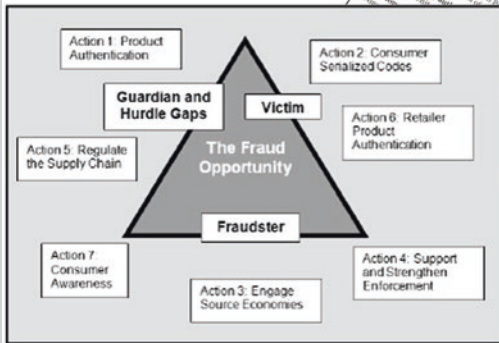 Action 1: Product
Authentication
Action 2: Consumer
Serialized Codes
Guardian and
Hurdle Gaps
Victim
Action 6: Retailer
Product
Authentication
Action 5: Regulate
the Supply Chain
The Fraud
Opportunity
Fraudster
Action 7:
Consumer
Awareness
Action 4: Support
and Strengthen
Enforcement
Action 3: Engage
Source Economies